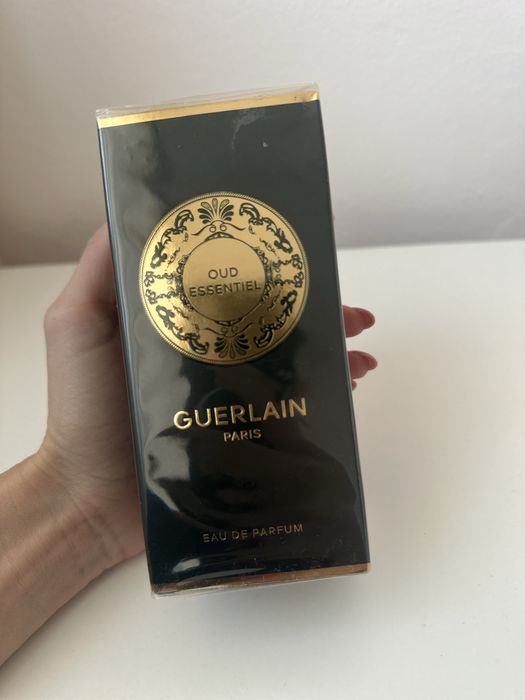 OUD
ESSENTIEL
GUERLAIN
PARIS
EAU DE PARFUM